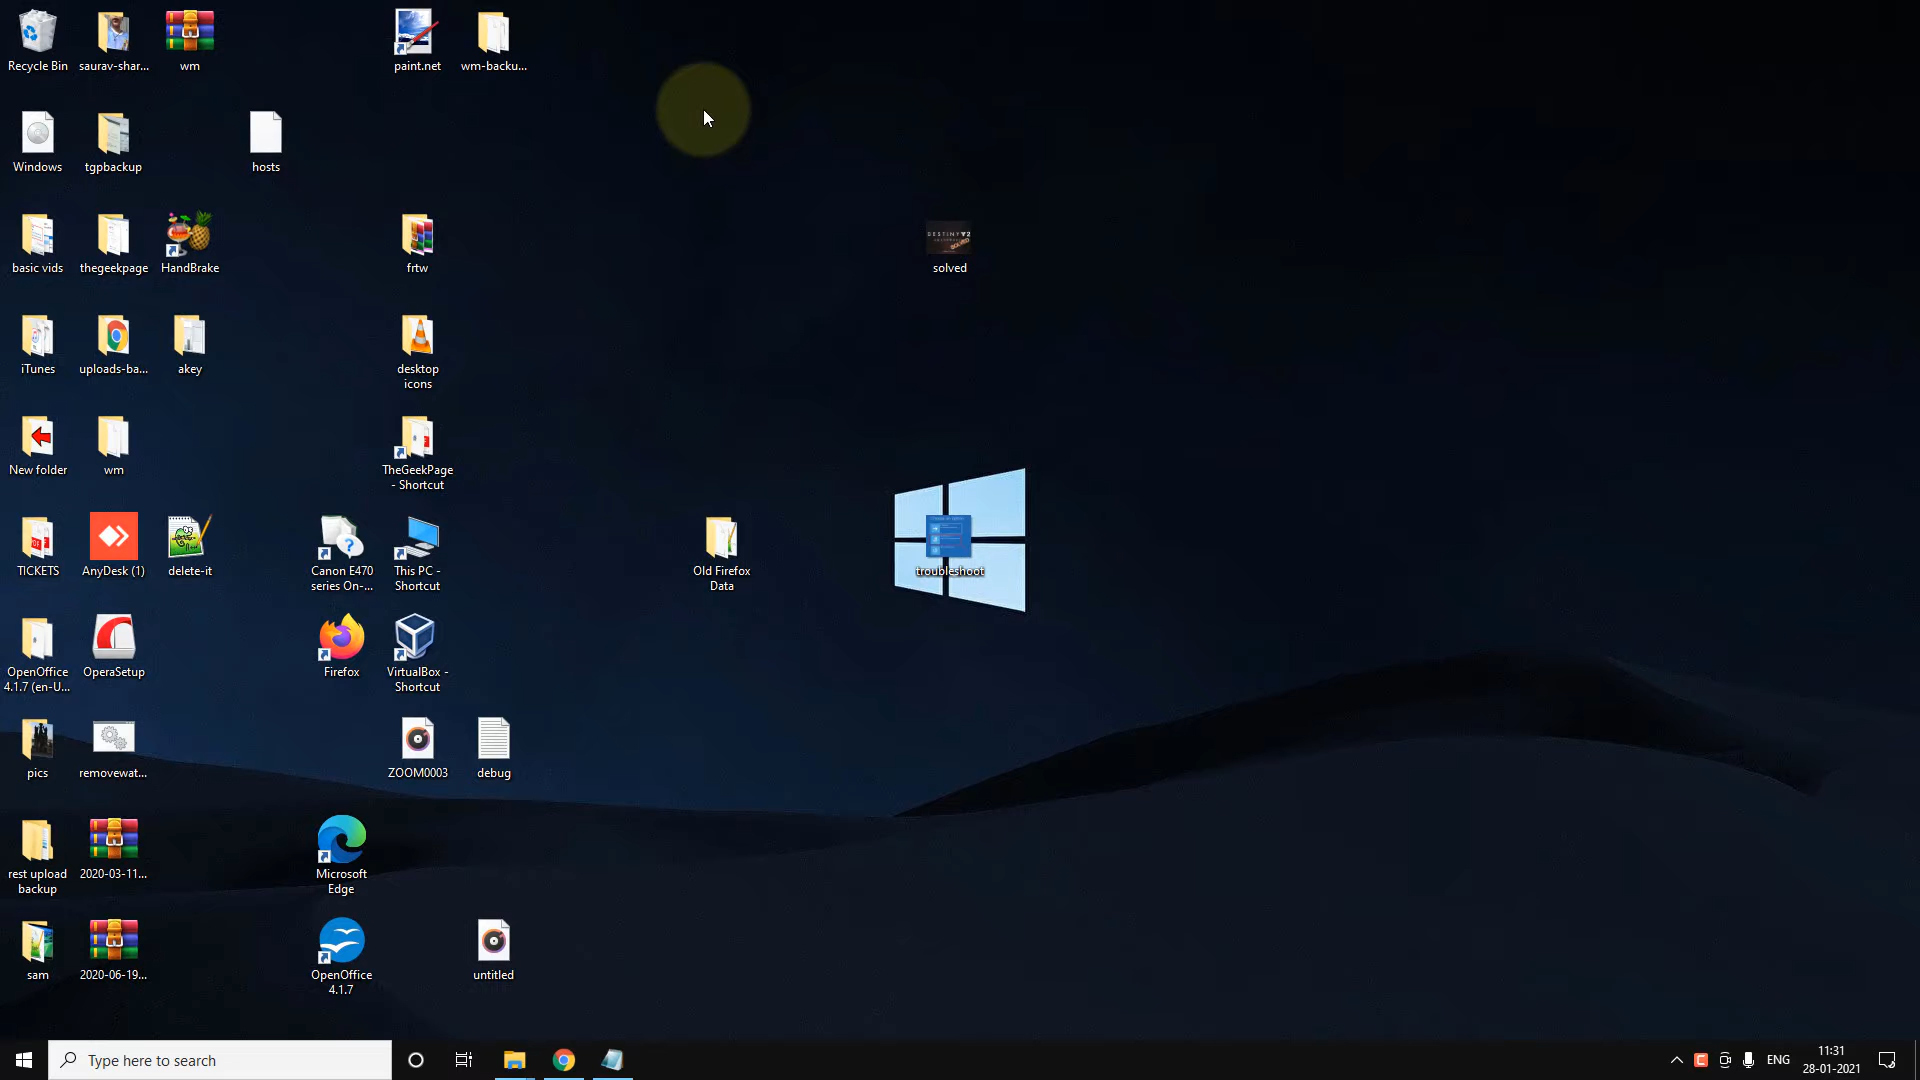 Recycle Bin
saurav-shar...
wm
paint.net
wm-backu...
Windows
tgpbackup
hosts
basic vids
thegeekpage
HandBrake
frtw
DESTINY 2
solved
iTunes
uploads-ba...
akey
desktop
icons
New folder
wm
TheGeekPage
- Shortcut
TICKETS
AnyDesk (1)
delete-it
Canon E470
series On-...
This PC -
Shortcut
Old Firefox
Data
troubleshoot
OpenOffice
4.1.7 (en-U...
OperaSetup
Firefox
VirtualBox -
Shortcut
pics
removewat...
ZOOM0003
debug
rest upload
backup
2020-03-11...
Microsoft
Edge
sam
2020-06-19...
OpenOffice
4.1.7
untitled
Type here to search
ENG
11:31
28-01-2021